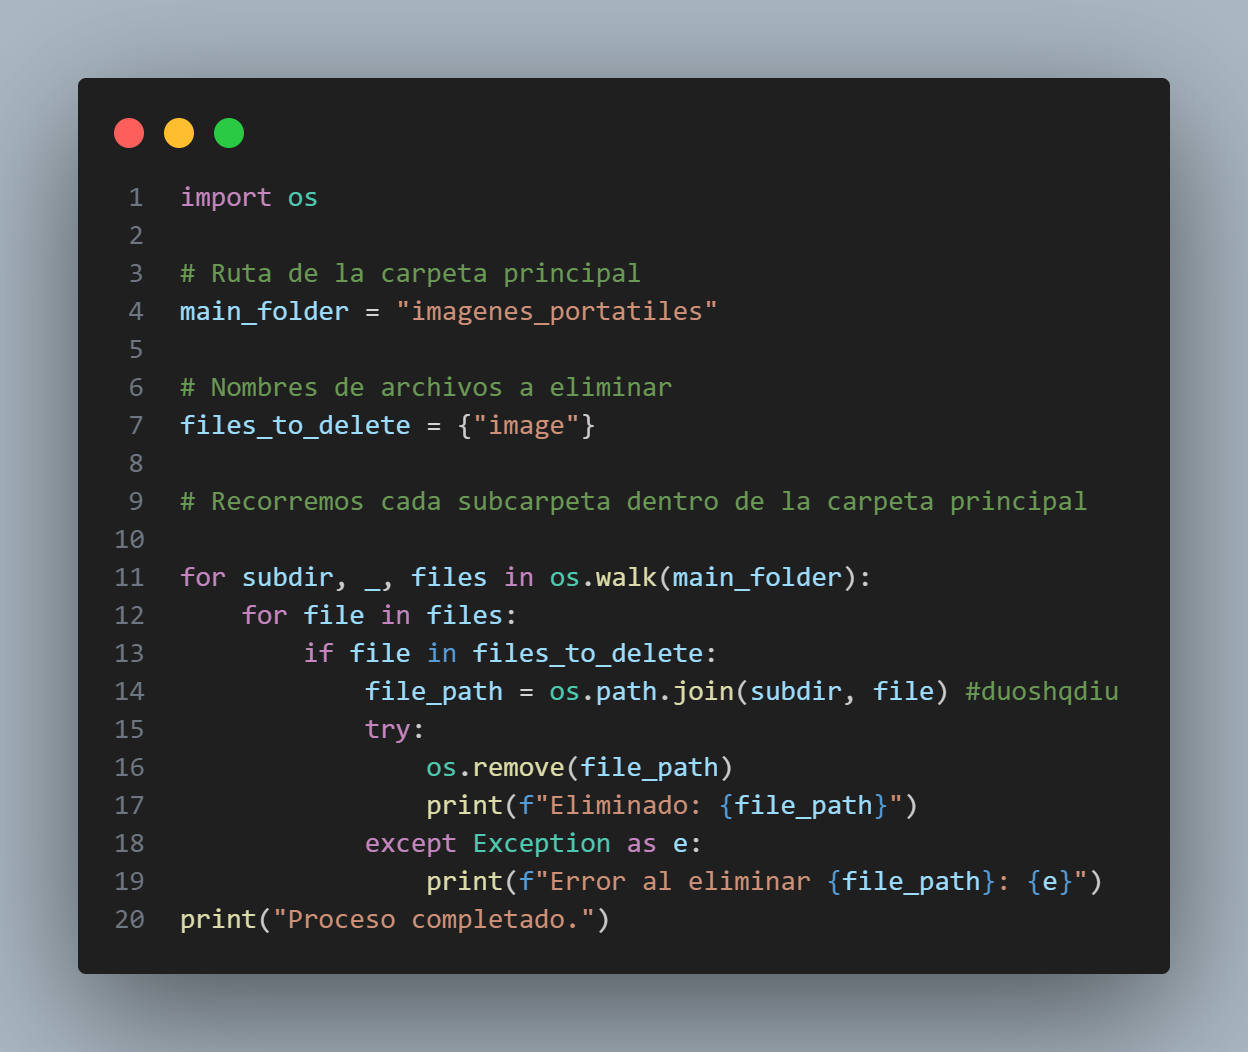 1 import os
2
3 # Ruta de la carpeta principal
4 main_folder = "imagenes_portatiles"
5
6 # Nombres de archivos a eliminar
7 files_to_delete = {"image"}
8
9 # Recorremos cada subcarpeta dentro de la carpeta principal
10
11 for subdir, _, files in os.walk(main_folder):
12     for file in files:
13         if file in files_to_delete:
14             file_path = os.path.join(subdir, file) #duoshqdiu
15             try:
16                 os.remove(file_path)
17                 print(f"Eliminado: {file_path}")
18             except Exception as e:
19                 print(f"Error al eliminar {file_path}: {e}")
20 print("Proceso completado.")